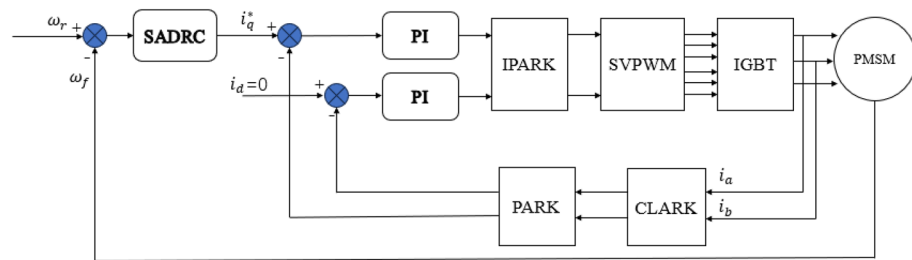 ω_r + SADRC i_q^* + PI IPARK SVPWM IGBT PMSM
- -
ω_f i_d=0 + PI
-
PARK CLARK i_a
i_b